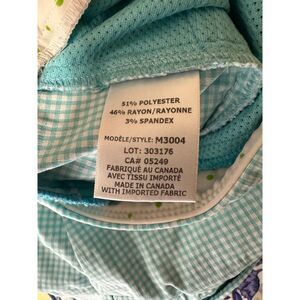 51% POLYESTER
46% RAYON/RAYONNE
3% SPANDEX
MODÈLE/STYLE: M3004
LOT: 303176
CA# 05249
FABRIQUÉ AU CANADA
AVEC TISSU IMPORTÉ
MADE IN CANADA
WITH IMPORTED FABRIC